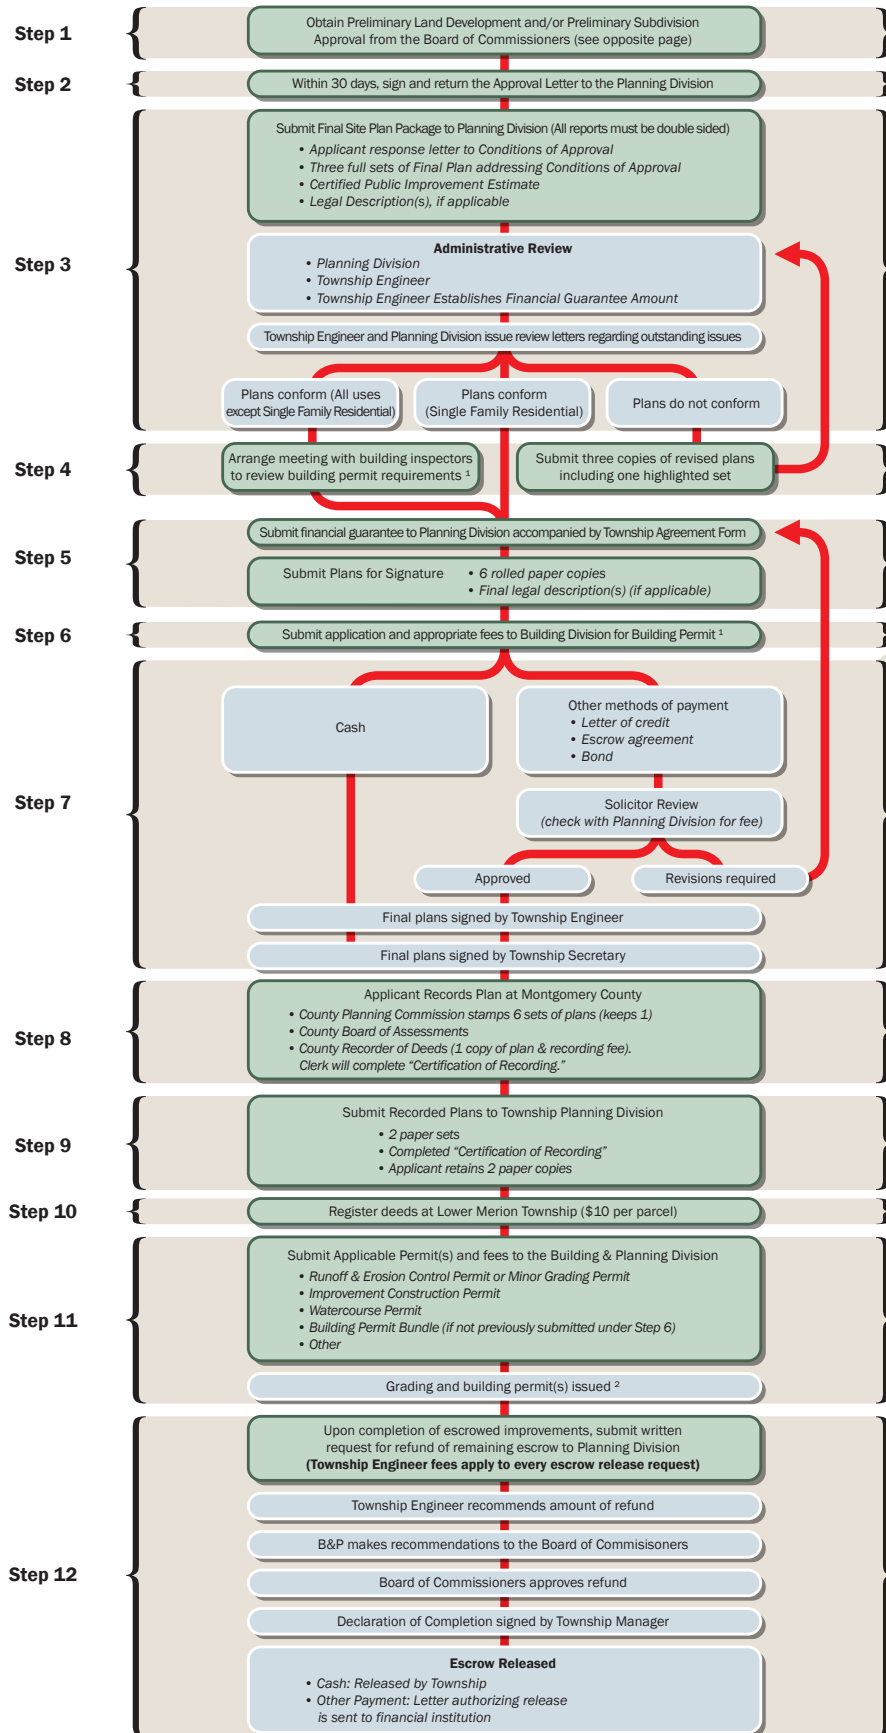 Step 1
Obtain Preliminary Land Development and/or Preliminary Subdivision
Approval from the Board of Commissioners (see opposite page)
Step 2
Within 30 days, sign and return the Approval Letter to the Planning Division
Step 3
Submit Final Site Plan Package to Planning Division (All reports must be double sided)
• Applicant response letter to Conditions of Approval
• Three full sets of Final Plan addressing Conditions of Approval
• Certified Public Improvement Estimate
• Legal Description(s), if applicable
Administrative Review
• Planning Division
• Township Engineer
• Township Engineer Establishes Financial Guarantee Amount
Township Engineer and Planning Division issue review letters regarding outstanding issues
Plans conform (All uses
except Single Family Residential)
Plans conform
(Single Family Residential)
Plans do not conform
Step 4
Arrange meeting with building inspectors
to review building permit requirements ¹
Submit three copies of revised plans
including one highlighted set
Step 5
Submit financial guarantee to Planning Division accompanied by Township Agreement Form
Submit Plans for Signature
• 6 rolled paper copies
• Final legal description(s) (if applicable)
Step 6
Submit application and appropriate fees to Building Division for Building Permit ¹
Step 7
Cash
Other methods of payment
• Letter of credit
• Escrow agreement
• Bond
Solicitor Review
(check with Planning Division for fee)
Approved
Revisions required
Final plans signed by Township Engineer
Final plans signed by Township Secretary
Step 8
Applicant Records Plan at Montgomery County
• County Planning Commission stamps 6 sets of plans (keeps 1)
• County Board of Assessments
• County Recorder of Deeds (1 copy of plan & recording fee).
Clerk will complete “Certification of Recording.”
Step 9
Submit Recorded Plans to Township Planning Division
• 2 paper sets
• Completed “Certification of Recording”
• Applicant retains 2 paper copies
Step 10
Register deeds at Lower Merion Township ($10 per parcel)
Step 11
Submit Applicable Permit(s) and fees to the Building & Planning Division
• Runoff & Erosion Control Permit or Minor Grading Permit
• Improvement Construction Permit
• Watercourse Permit
• Building Permit Bundle (if not previously submitted under Step 6)
• Other
Grading and building permit(s) issued ²
Step 12
Upon completion of escrowed improvements, submit written
request for refund of remaining escrow to Planning Division
(Township Engineer fees apply to every escrow release request)
Township Engineer recommends amount of refund
B&P makes recommendations to the Board of Commisisoners
Board of Commissioners approves refund
Declaration of Completion signed by Township Manager
Escrow Released
• Cash: Released by Township
• Other Payment: Letter authorizing release
is sent to financial institution